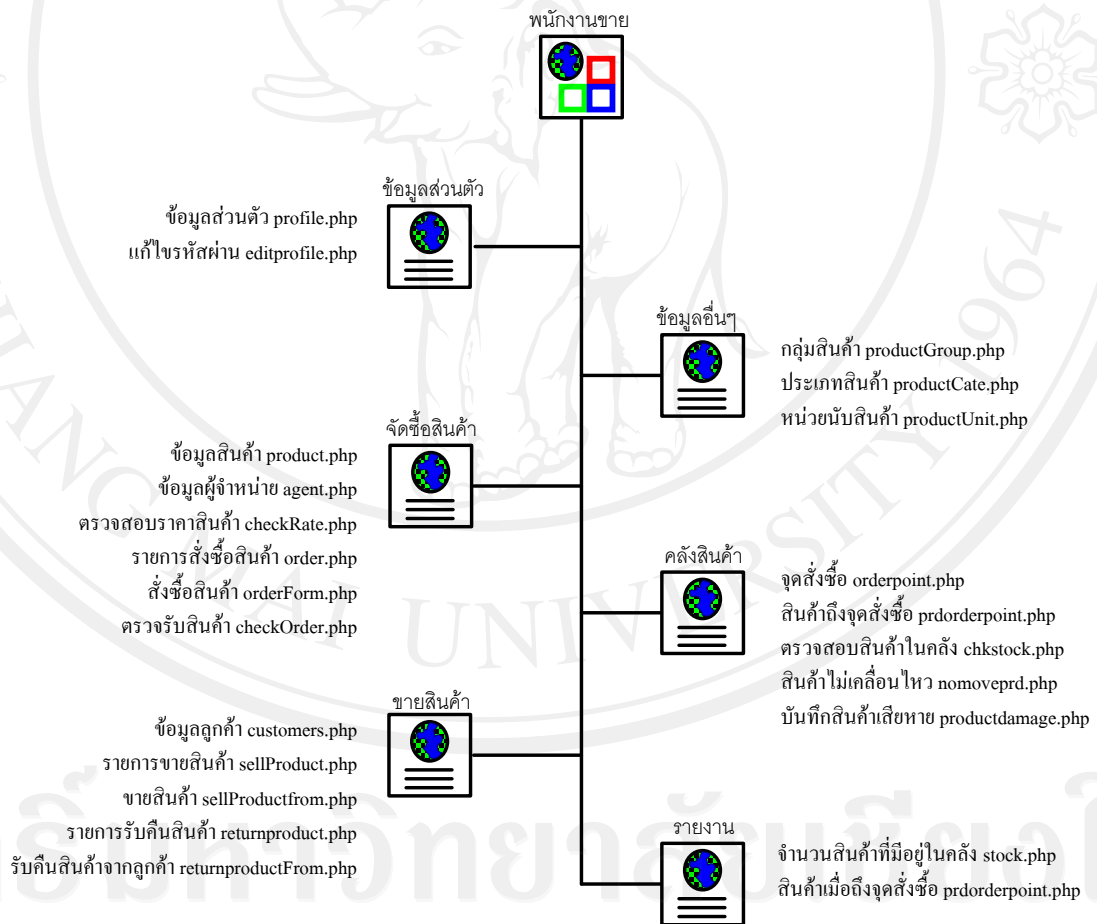 พนักงานขาย
ข้อมูลส่วนตัว
ข้อมูลส่วนตัว profile.php
แก้ไขรหัสผ่าน editprofile.php
ข้อมูลอื่นๆ
กลุ่มสินค้า productGroup.php
ประเภทสินค้า productCate.php
หน่วยนับสินค้า productUnit.php
จัดซื้อสินค้า
ข้อมูลสินค้า product.php
ข้อมูลผู้จำหน่าย agent.php
ตรวจสอบราคาสินค้า checkRate.php
รายการสั่งซื้อสินค้า order.php
สั่งซื้อสินค้า orderForm.php
ตรวจรับสินค้า checkOrder.php
คลังสินค้า
จุดสั่งซื้อ orderpoint.php
สินค้าถึงจุดสั่งซื้อ prdorderpoint.php
ตรวจสอบสินค้าในคลัง chkstock.php
สินค้าไม่เคลื่อนไหว nomoveprd.php
บันทึกสินค้าเสียหาย productdamage.php
ขายสินค้า
ข้อมูลลูกค้า customers.php
รายการขายสินค้า sellProduct.php
ขายสินค้า sellProductfrom.php
รายการรับคืนสินค้า returnproduct.php
รับคืนสินค้าจากลูกค้า returnproductFrom.php
รายงาน
จำนวนสินค้าที่มีอยู่ในคลัง stock.php
สินค้าเมื่อถึงจุดสั่งซื้อ prdorderpoint.php
IANG MAI UNIVERSITY 1964